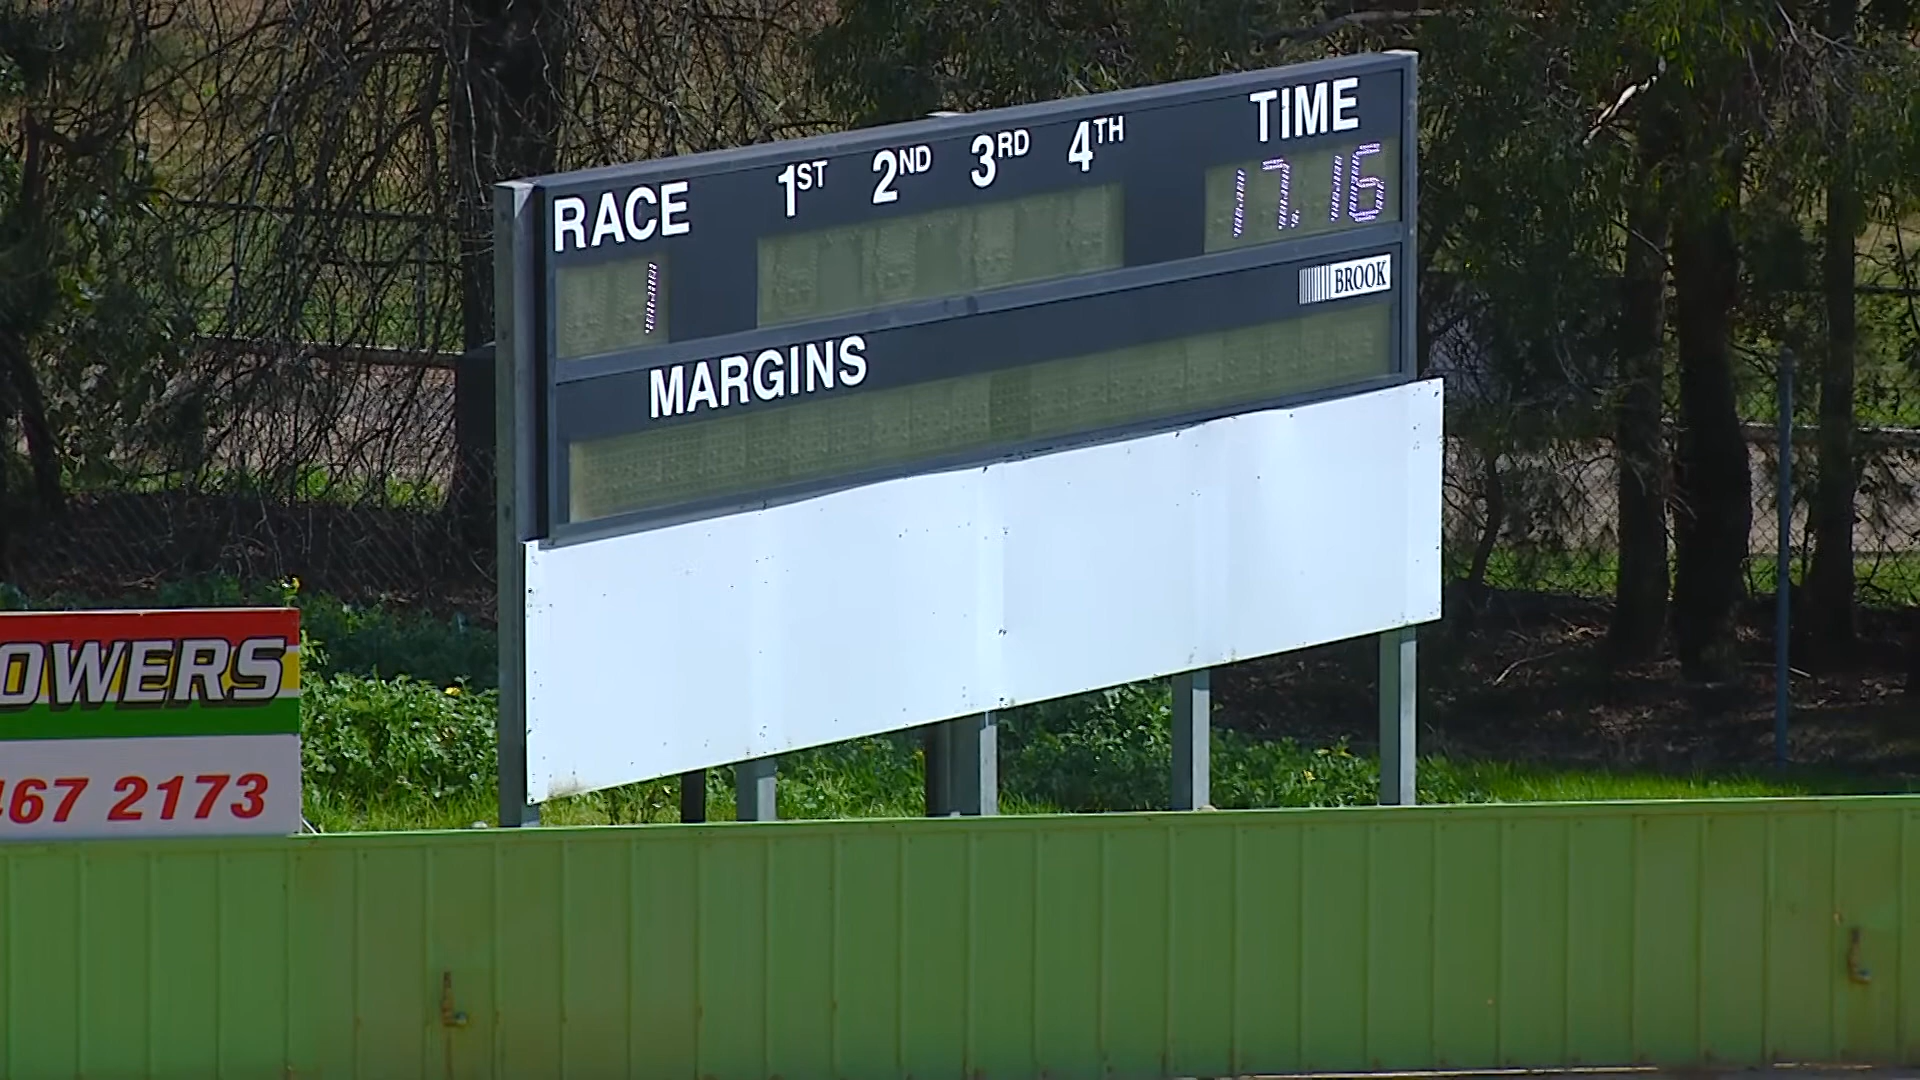 RACE 1ST 2ND 3RD 4TH TIME
1 17.16
BROOK
MARGINS
OWERS
467 2173